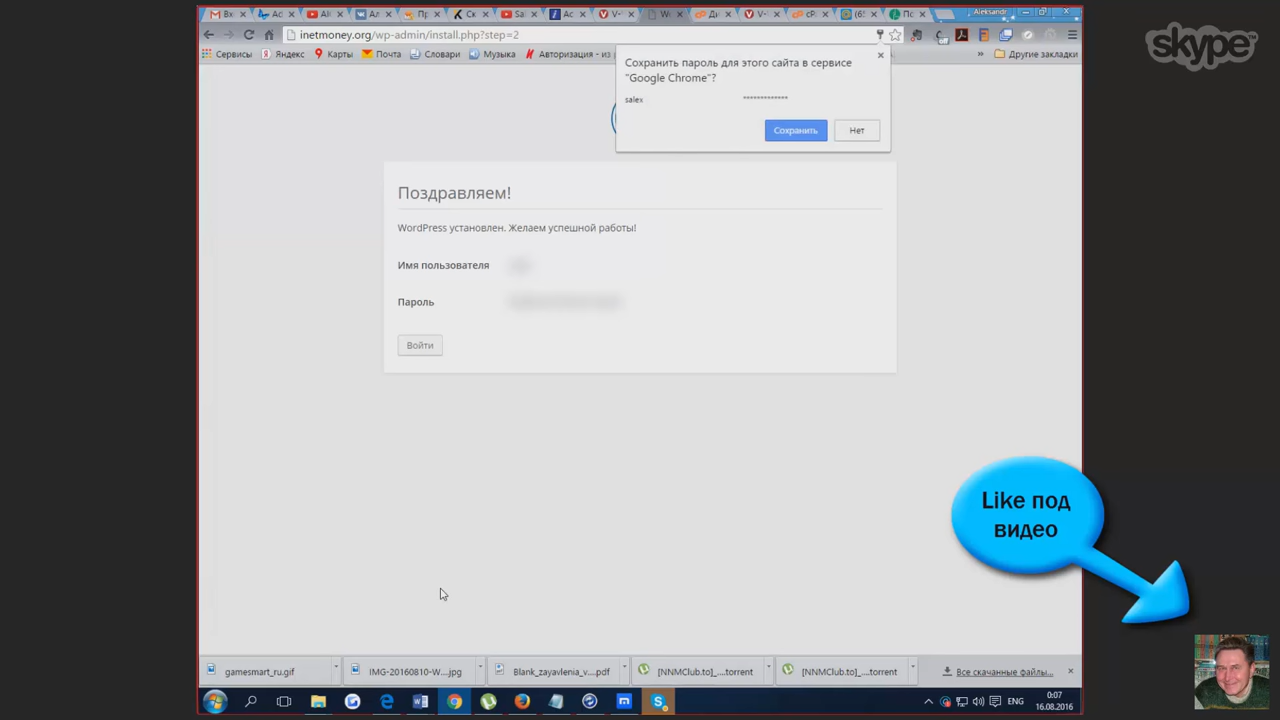 Aleksandr
inetmoney.org/wp-admin/install.php?step=2
skype
Сервисы
Яндекс
Карты
Почта
Словари
Музыка
Авторизация - из
»
Другие закладки
Сохранить пароль для этого сайта в сервисе
"Google Chrome"?
salex
*************
Сохранить
Нет
Поздравляем!
WordPress установлен. Желаем успешной работы!
Имя пользователя
Пароль
Войти
Like под
видео
gamesmart_ru.gif
IMG-20160810-W....jpg
Blank_zayavlenia_v....pdf
[NNMClub.to]_....torrent
[NNMClub.to]_....torrent
Все скачанные файлы...
ENG
0:07
16.08.2016